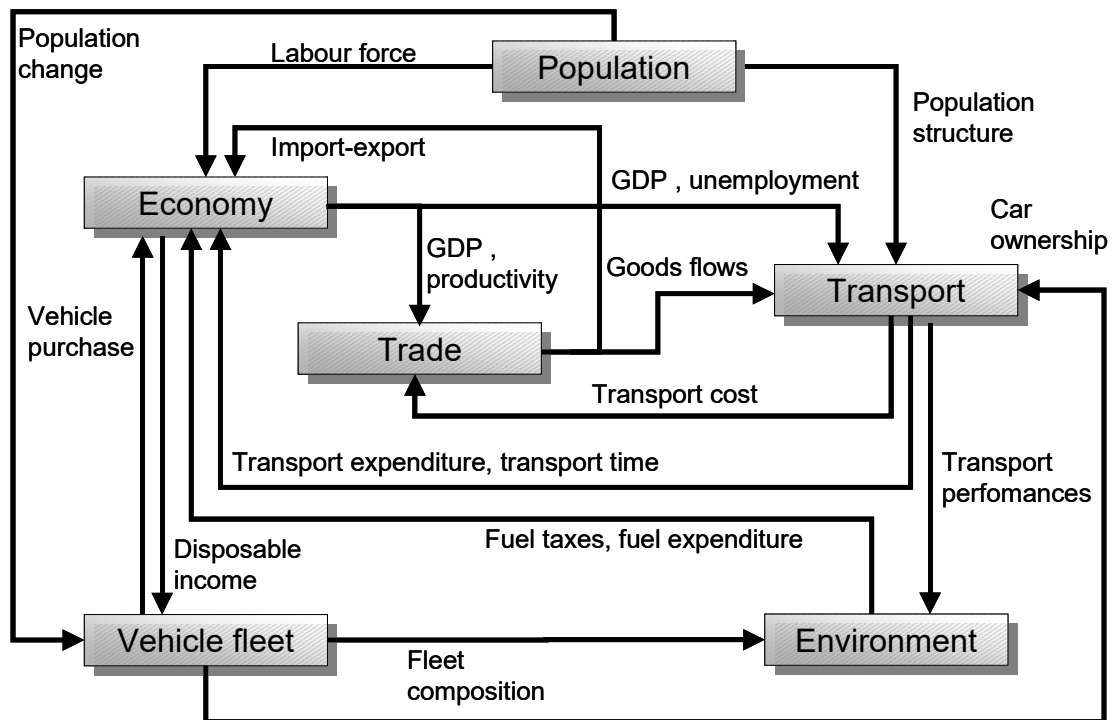 Population
change
Labour force
Population
Population
structure
Import-export
GDP , unemployment
Economy
Car
ownership
GDP ,
productivity
Goods flows
Transport
Vehicle
purchase
Trade
Transport cost
Transport expenditure, transport time
Transport
perfomances
Fuel taxes, fuel expenditure
Disposable
income
Vehicle fleet
Environment
Fleet
composition